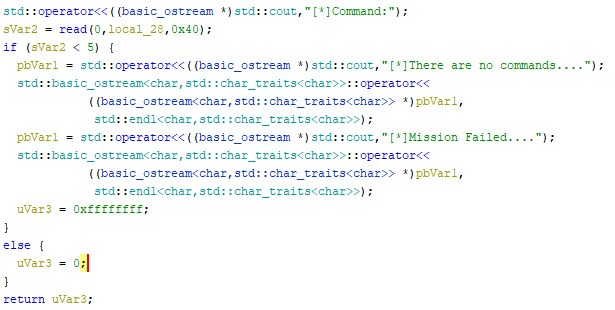 std::operator<<((basic_ostream *)std::cout,"[*]Command:");
sVar2 = read(0,local_28,0x40);
if (sVar2 < 5) {
pbVar1 = std::operator<<((basic_ostream *)std::cout,"[*]There are no commands....");
std::basic_ostream<char,std::char_traits<char>>::operator<<
((basic_ostream<char,std::char_traits<char>> *)pbVar1,
std::endl<char,std::char_traits<char>>);
pbVar1 = std::operator<<((basic_ostream *)std::cout,"[*]Mission Failed....");
std::basic_ostream<char,std::char_traits<char>>::operator<<
((basic_ostream<char,std::char_traits<char>> *)pbVar1,
std::endl<char,std::char_traits<char>>);
uVar3 = 0xffffffff;
}
else {
uVar3 = 0;
}
return uVar3;